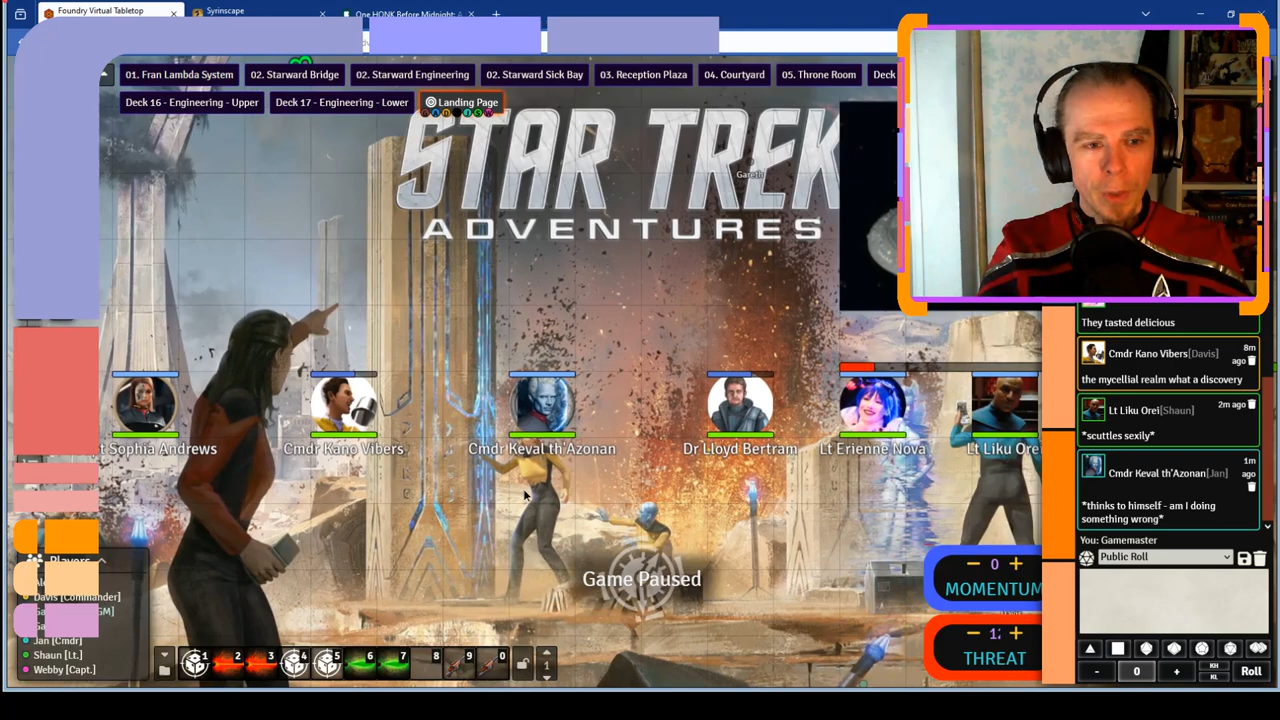 Foundry Virtual Tabletop
Syrinscape
One HONK Before Midnight:
01. Fran Lambda System
02. Starward Bridge
02. Starward Engineering
02. Starward Sick Bay
03. Reception Plaza
04. Courtyard
05. Throne Room
Deck
Deck 16 - Engineering - Upper
Deck 17 - Engineering - Lower
Landing Page
STAR TREK
ADVENTURES
Gareth
They tasted delicious
Cmdr Kano Vibers[Davis]
8m ago
the mycellial realm what a discovery
Lt Liku Orei[Shaun]
2m ago
*scuttles sexily*
Cmdr Keval th'Azonan[Jan]
1m ago
*thinks to himself - am I doing
something wrong*
t Sophia Andrews
Cmdr Kano Vibers
Cmdr Keval th'Azonan
Dr Lloyd Bertram
Lt Erienne Nova
Lt Liku Ore
You: Gamemaster
Public Roll
Game Paused
Players
Davis [Commander]
GM]
Jan [Cmdr]
Shaun [Lt.]
Webby [Capt.]
1
2
3
4
5
6
7
8
9
0
1
0
MOMENTUM
THREAT
-
0
+
KH
KL
Roll